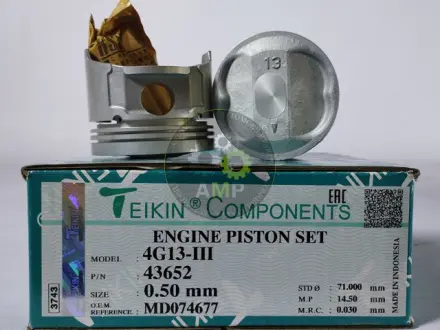 13
AMP
TEIKIN® COMPONENTS
EAC
ENGINE PISTON SET
MODEL : 4G13-III
P/N : 43652
SIZE : 0.50 mm
O.E.M REFERENCE : MD074677
STD Ø : 71.000 mm
M.P : 14.50 mm
M.R.C. : 0.030 mm
MADE IN INDONESIA
3743